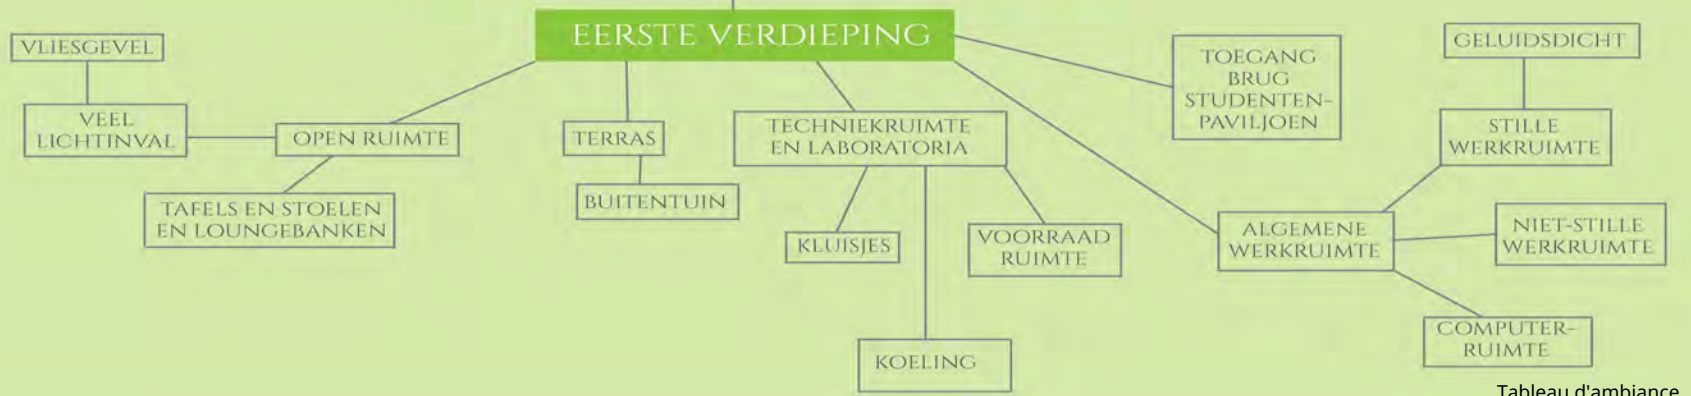 EERSTE VERDIEPING
VLIESGEVEL
VEEL
LICHTINVAL
OPEN RUIMTE
TAFELS EN STOELEN
EN LOUNGEBANKEN
TERRAS
BUITENTUIN
TECHNIEKRUIMTE
EN LABORATORIA
KLUISJES
KOELING
VOORRAAD
RUIMTE
TOEGANG
BRUG
STUDENTEN-
PAVILJOEN
GELUIDSDICHT
STILLE
WERKRUIMTE
ALGEMENE
WERKRUIMTE
NIET-STILLE
WERKRUIMTE
COMPUTER-
RUIMTE
Tableau d'ambiance